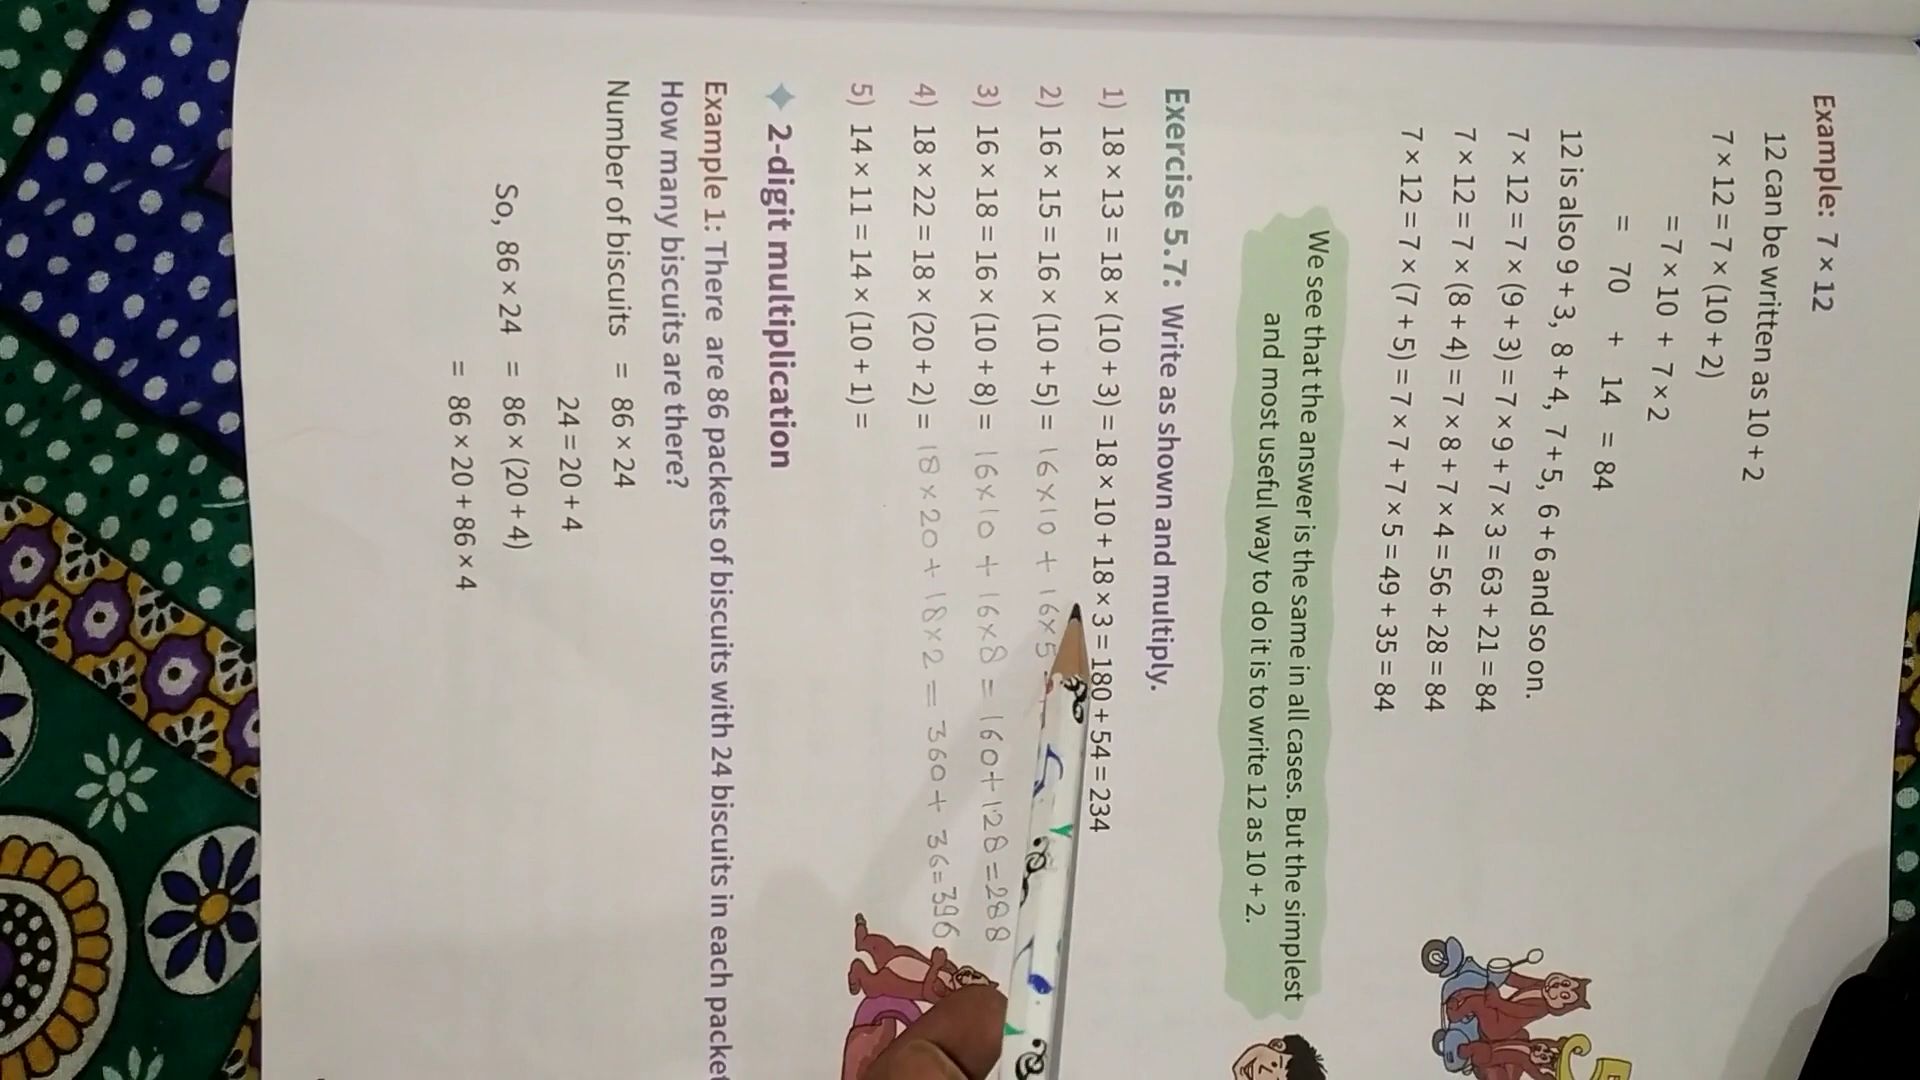 Example: 7 × 12
12 can be written as 10 + 2
7 × 12 = 7 × (10 + 2)
= 7 × 10 + 7 × 2
= 70 + 14 = 84
12 is also 9 + 3, 8 + 4, 7 + 5, 6 + 6 and so on.
7 × 12 = 7 × (9 + 3) = 7 × 9 + 7 × 3 = 63 + 21 = 84
7 × 12 = 7 × (8 + 4) = 7 × 8 + 7 × 4 = 56 + 28 = 84
7 × 12 = 7 × (7 + 5) = 7 × 7 + 7 × 5 = 49 + 35 = 84
We see that the answer is the same in all cases. But the simplest
and most useful way to do it is to write 12 as 10 + 2.
Exercise 5.7: Write as shown and multiply.
1) 18 × 13 = 18 × (10 + 3) = 18 × 10 + 18 × 3 = 180 + 54 = 234
2) 16 × 15 = 16 × (10 + 5) = 16 × 10 + 16 × 5
3) 16 × 18 = 16 × (10 + 8) = 16 × 10 + 16 × 8 = 160 + 128 = 288
4) 18 × 22 = 18 × (20 + 2) = 18 × 20 + 18 × 2 = 360 + 36 = 396
5) 14 × 11 = 14 × (10 + 1) =
2-digit multiplication
Example 1: There are 86 packets of biscuits with 24 biscuits in each packet
How many biscuits are there?
Number of biscuits = 86 × 24
24 = 20 + 4
So, 86 × 24 = 86 × (20 + 4)
= 86 × 20 + 86 × 4